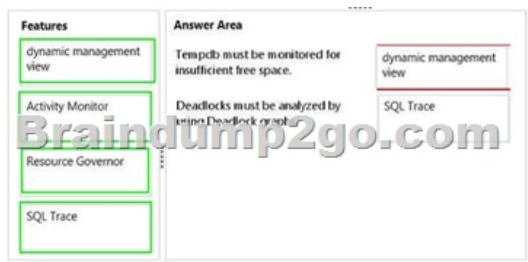 Features
dynamic management
view
Activity Monitor
Resource Governor
SQL Trace
Answer Area
Tempdb must be monitored for
insufficient free space.
dynamic management
view
Deadlocks must be analyzed by
using Deadlock graph
SQL Trace
Braindump2go.com